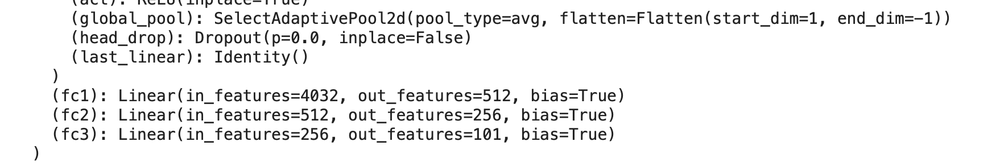 (act): ReLU(inplace=True)
(global_pool): SelectAdaptivePool2d(pool_type=avg, flatten=Flatten(start_dim=1, end_dim=-1))
(head_drop): Dropout(p=0.0, inplace=False)
(last_linear): Identity()
)
(fc1): Linear(in_features=4032, out_features=512, bias=True)
(fc2): Linear(in_features=512, out_features=256, bias=True)
(fc3): Linear(in_features=256, out_features=101, bias=True)
)